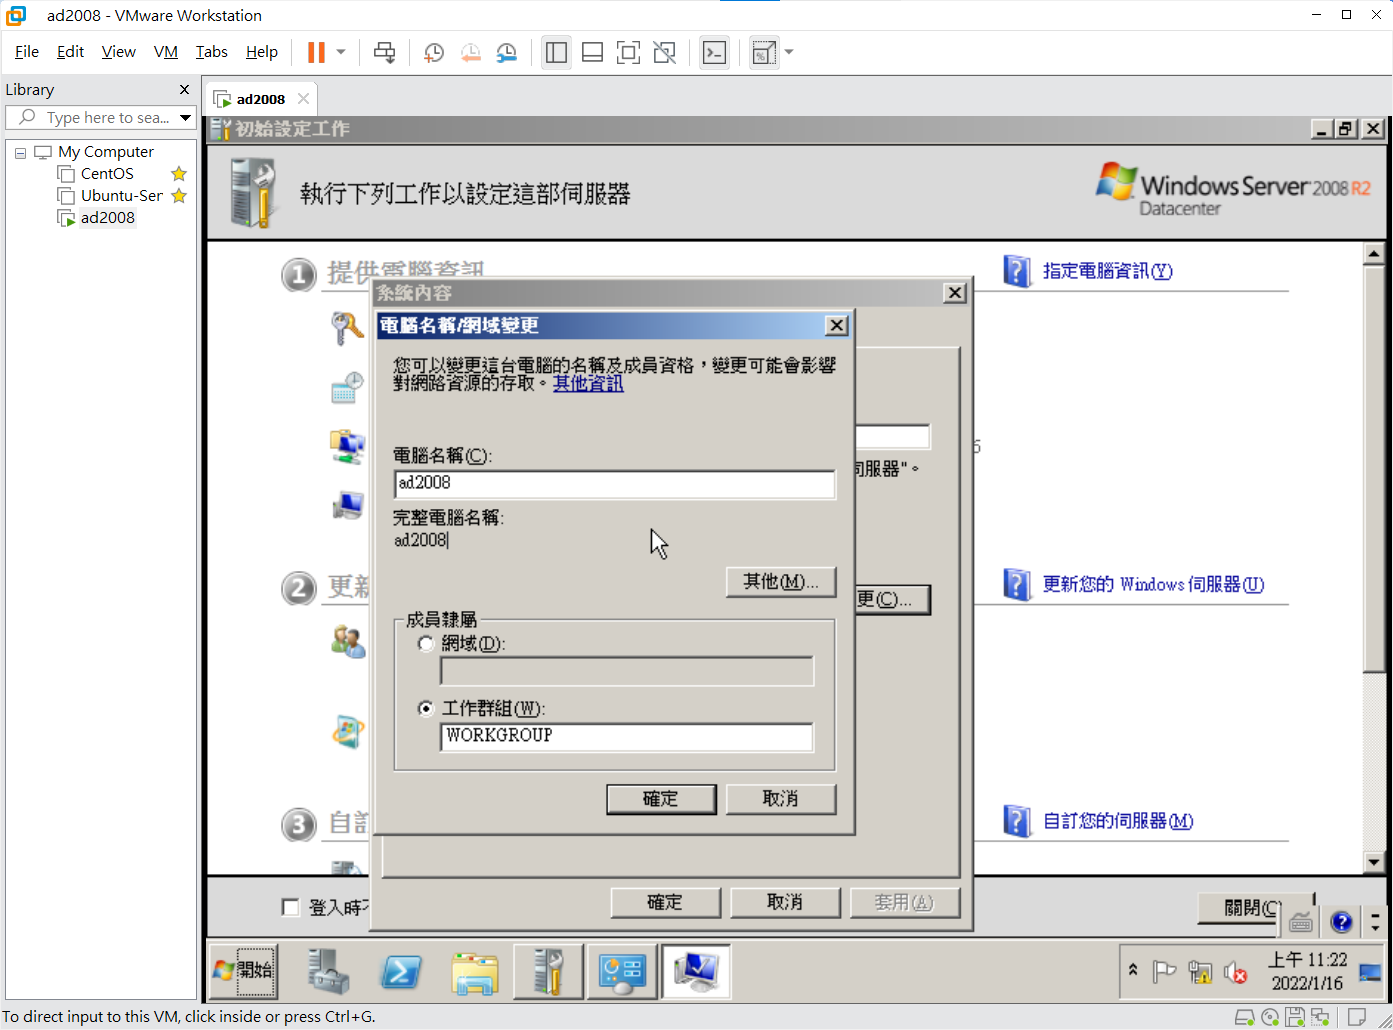 ad2008 - VMware Workstation
File Edit View VM Tabs Help
Library
ad2008
Type here to sea...
My Computer
CentOS
Ubuntu-Ser
ad2008
初始設定工作
執行下列工作以設定這部伺服器
Windows Server 2008 R2
Datacenter
1 提供電腦資訊
指定電腦資訊(Y)
系統內容
電腦名稱/網域變更
您可以變更這台電腦的名稱及成員資格，變更可能會影響
對網路資源的存取。其他資訊
電腦名稱(C):
ad2008
伺服器"。
完整電腦名稱:
ad2008
其他(M)...
更(C)...
2 更新
更新您的 Windows 伺服器(U)
成員隸屬
網域(D):
工作群組(W):
WORKGROUP
確定 取消
3 自訂
自訂您的伺服器(M)
確定 取消 套用(A)
登入時不
關閉(C)
開始
上午 11:22
2022/1/16
To direct input to this VM, click inside or press Ctrl+G.